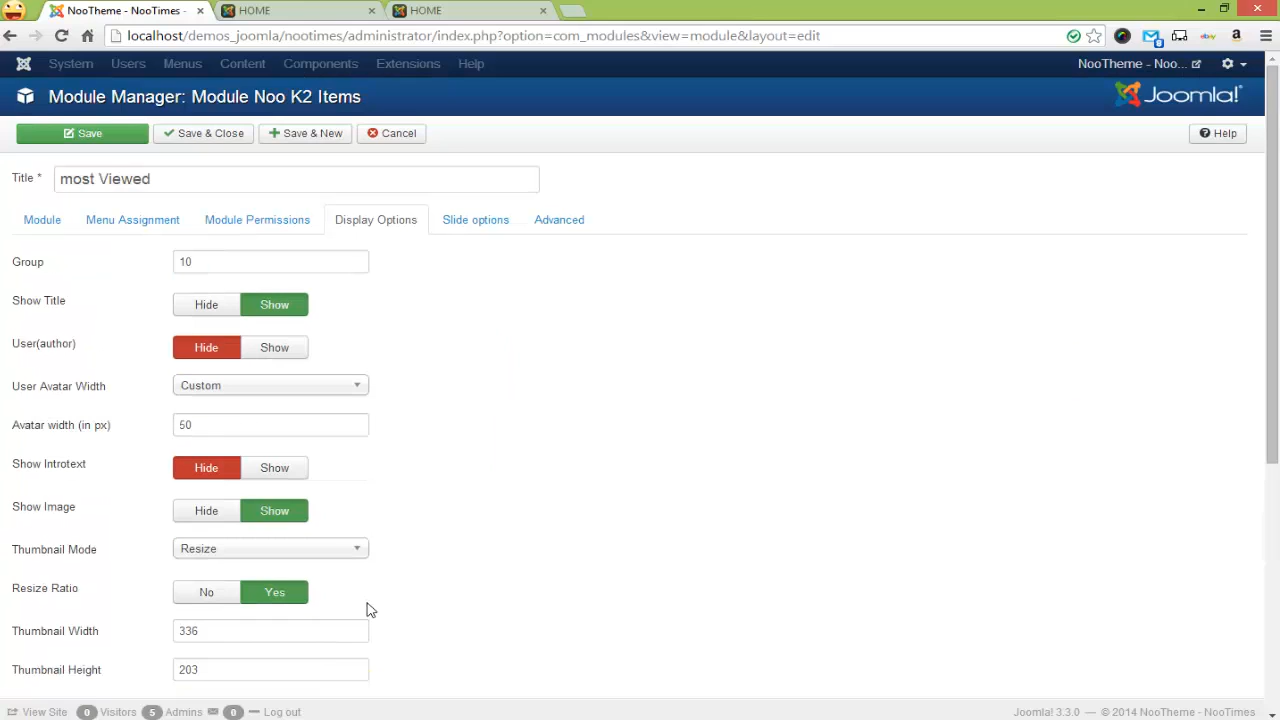 NooTheme - NooTimes - × HOME × HOME ×
localhost/demos_joomla/nootimes/administrator/index.php?option=com_modules&view=module&layout=edit
System Users Menus Content Components Extensions Help NooTheme - Noo...
Module Manager: Module Noo K2 Items Joomla!
Save Save & Close Save & New Cancel Help
Title * most Viewed
Module Menu Assignment Module Permissions Display Options Slide options Advanced
Group 10
Show Title Hide Show
User(author) Hide Show
User Avatar Width Custom
Avatar width (in px) 50
Show Introtext Hide Show
Show Image Hide Show
Thumbnail Mode Resize
Resize Ratio No Yes
Thumbnail Width 336
Thumbnail Height 203
View Site 0 Visitors 5 Admins 0 Log out Joomla! 3.3.0 — © 2014 NooTheme - NooTimes